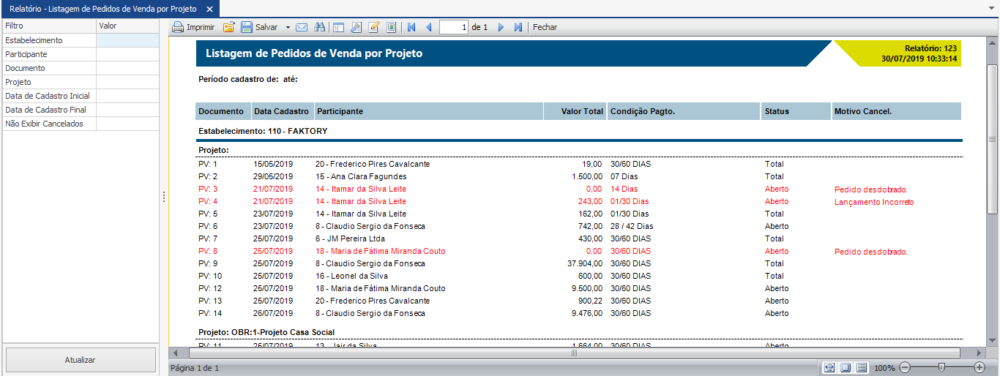 Relatório - Listagem de Pedidos de Venda por Projeto
Filtro Valor
Estabelecimento
Participante
Documento
Projeto
Data de Cadastro Inicial
Data de Cadastro Final
Não Exibir Cancelados
Atualizar
Imprimir Salvar 1 de 1 Fechar
Listagem de Pedidos de Venda por Projeto
Relatório: 123
30/07/2019 10:33:14
Período cadastro de: até:
Documento Data Cadastro Participante Valor Total Condição Pagto. Status Motivo Cancel.
Estabelecimento: 110 - FAKTORY
Projeto:
PV: 1 15/05/2019 20 - Frederico Pires Cavalcante 19,00 30/60 DIAS Total
PV: 2 29/05/2019 15 - Ana Clara Fagundes 1.500,00 07 Dias Total
PV: 3 21/07/2019 14 - Itamar da Silva Leite 0,00 14 Dias Aberto Pedido desdobrado.
PV: 4 21/07/2019 14 - Itamar da Silva Leite 243,00 01/30 Dias Aberto Lançamento Incorreto
PV: 5 23/07/2019 14 - Itamar da Silva Leite 162,00 01/30 Dias Total
PV: 6 23/07/2019 8 - Claudio Sergio da Fonseca 742,00 28 / 42 Dias Aberto
PV: 7 25/07/2019 6 - JM Pereira Ltda 430,00 30/60 DIAS Total
PV: 8 25/07/2019 18 - Maria de Fátima Miranda Couto 0,00 30/60 DIAS Aberto Pedido desdobrado.
PV: 9 25/07/2019 8 - Claudio Sergio da Fonseca 37.904,00 30/60 DIAS Total
PV: 10 25/07/2019 16 - Leonel da Silva 600,00 30/60 DIAS Total
PV: 12 25/07/2019 18 - Maria de Fátima Miranda Couto 9.500,00 30/60 DIAS Aberto
PV: 13 25/07/2019 20 - Frederico Pires Cavalcante 900,22 30/60 DIAS Aberto
PV: 14 26/07/2019 8 - Claudio Sergio da Fonseca 9.476,00 30/60 DIAS Aberto
Projeto: OBR:1-Projeto Casa Social
PV: 11 25/07/2019 13 - Jair da Silva 1.664,00 30/60 DIAS Aberto
Página 1 de 1
100%